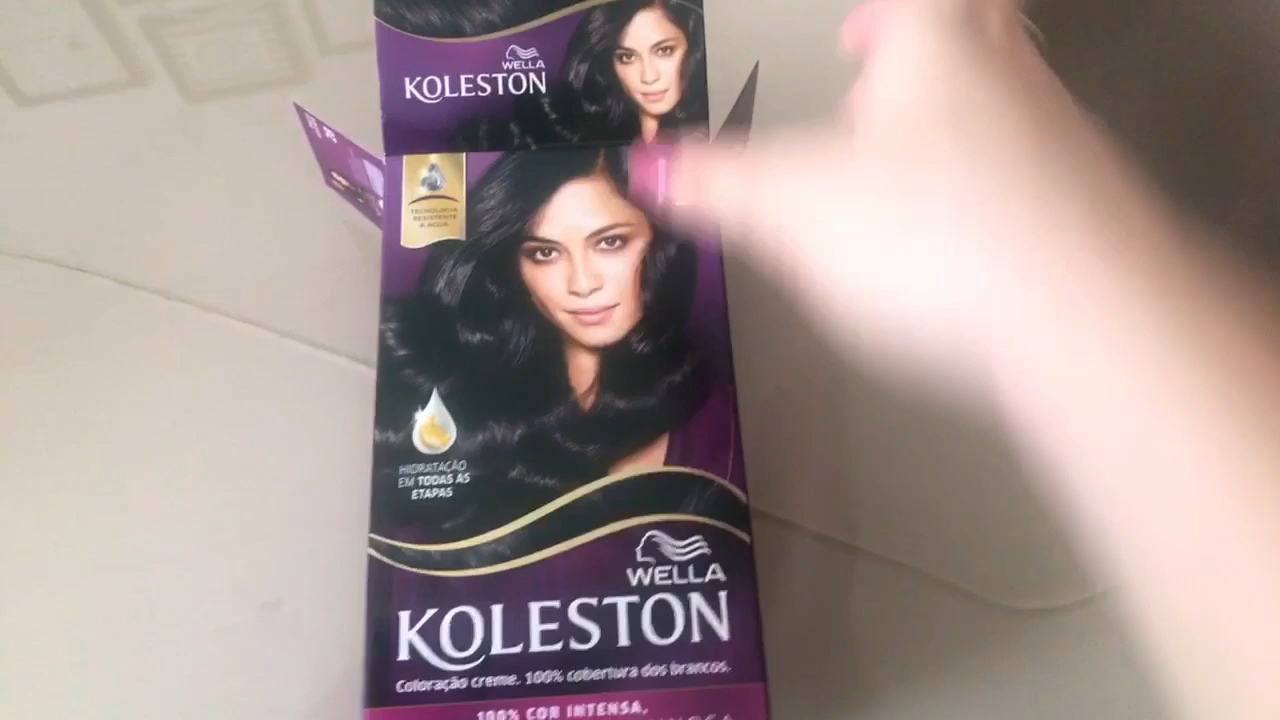 WELLA
KOLESTON
TECNOLOGIA
RESISTENTE
À ÁGUA
HIDRATAÇÃO
EM TODAS AS
ETAPAS
WELLA
KOLESTON
Coloração creme. 100% cobertura dos brancos.
100% COR INTENSA,